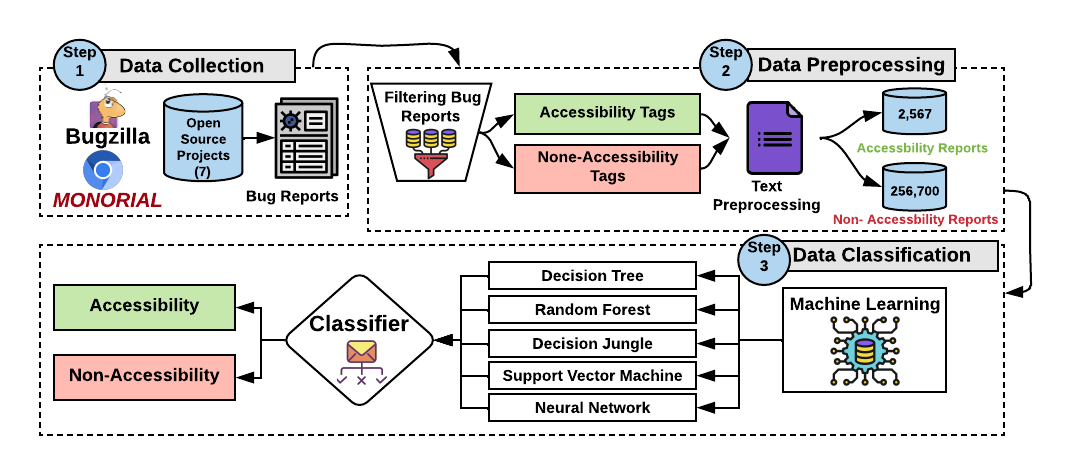 Step
1
Data Collection
Bugzilla
MONORIAL
Open
Source
Projects
(7)
Bug Reports
Step
2
Data Preprocessing
Filtering Bug
Reports
Accessibility Tags
None-Accessibility
Tags
Text
Preprocessing
2,567
Accessbility Reports
256,700
Non- Accessbility Reports
Step
3
Data Classification
Machine Learning
Decision Tree
Random Forest
Decision Jungle
Support Vector Machine
Neural Network
Classifier
Accessibility
Non-Accessibility